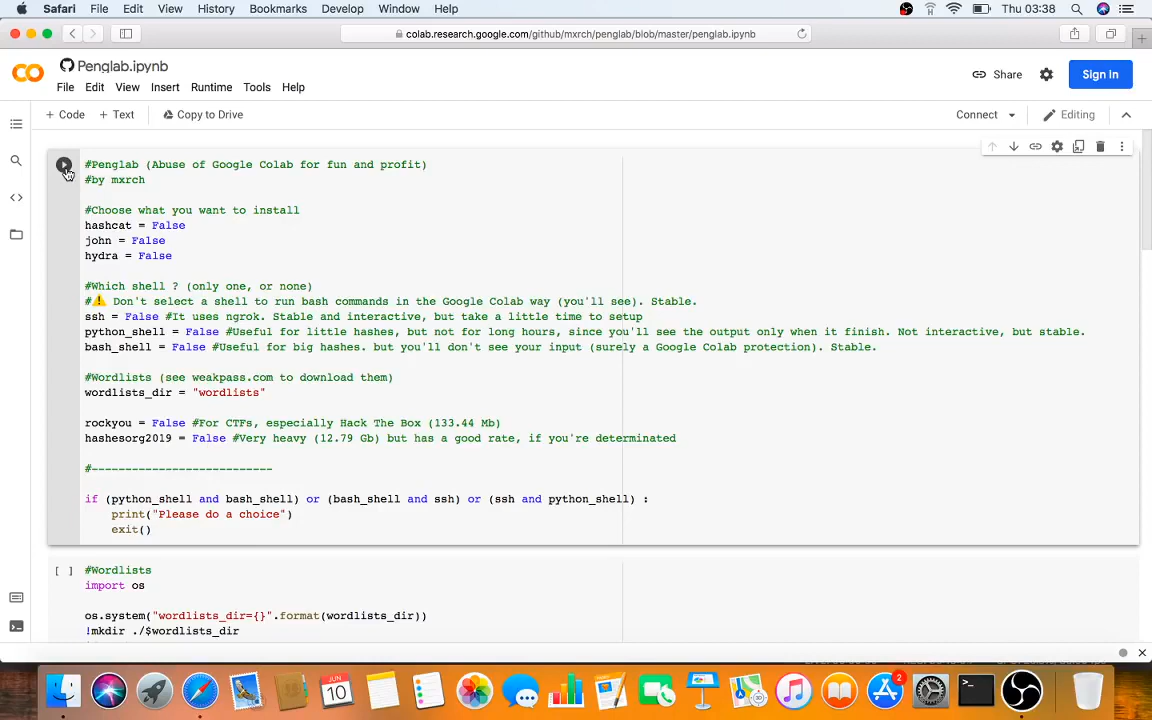 Safari File Edit View History Bookmarks Develop Window Help Thu 03:38
colab.research.google.com/github/mxrch/penglab/blob/master/penglab.ipynb
CO Penglab.ipynb
Share Sign in
File Edit View Insert Runtime Tools Help
+ Code + Text Copy to Drive Connect Editing
#Penglab (Abuse of Google Colab for fun and profit)
#by mxrch
#Choose what you want to install
hashcat = False
john = False
hydra = False
#Which shell ? (only one, or none)
#⚠️ Don't select a shell to run bash commands in the Google Colab way (you'll see). Stable.
ssh = False #It uses ngrok. Stable and interactive, but take a little time to setup
python_shell = False #Useful for little hashes, but not for long hours, since you'll see the output only when it finish. Not interactive, but stable.
bash_shell = False #Useful for big hashes. but you'll don't see your input (surely a Google Colab protection). Stable.
#Wordlists (see weakpass.com to download them)
wordlists_dir = "wordlists"
rockyou = False #For CTFs, especially Hack The Box (133.44 Mb)
hashesorg2019 = False #Very heavy (12.79 Gb) but has a good rate, if you're determinated
#---------------------------
if (python_shell and bash_shell) or (bash_shell and ssh) or (ssh and python_shell) :
print("Please do a choice")
exit()
[ ] #Wordlists
import os
os.system("wordlists_dir={}".format(wordlists_dir))
!mkdir ./$wordlists_dir
JUN
10
2